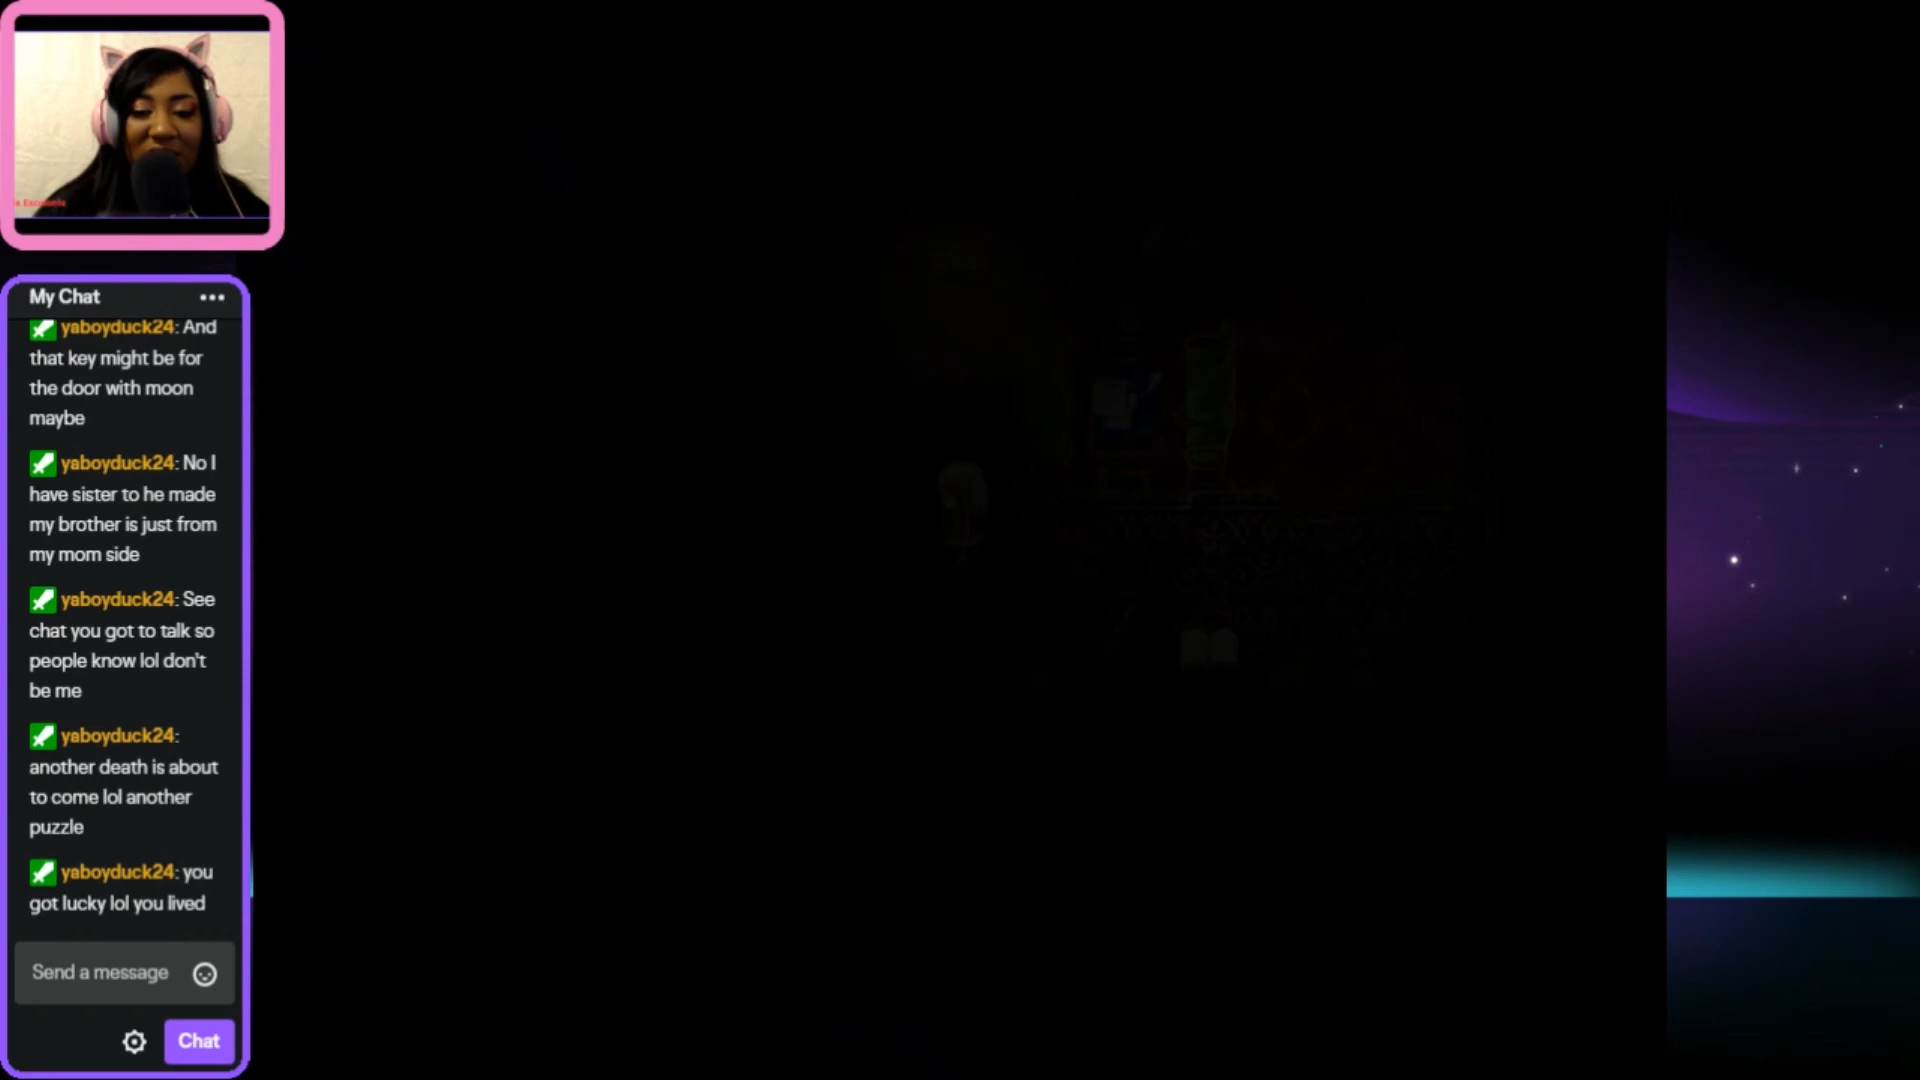 My Chat
yaboyduck24: And
that key might be for
the door with moon
maybe
yaboyduck24: No I
have sister to he made
my brother is just from
my mom side
yaboyduck24: See
chat you got to talk so
people know lol don't
be me
yaboyduck24:
another death is about
to come lol another
puzzle
yaboyduck24: you
got lucky lol you lived
Send a message
Chat